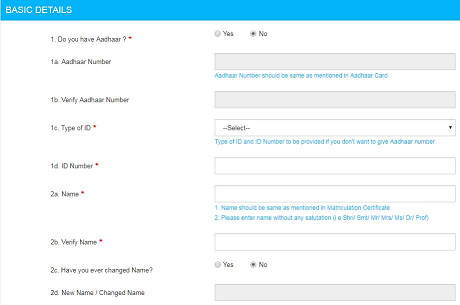 BASIC DETAILS
1. Do you have Aadhaar ? * Yes No
1a. Aadhaar Number
Aadhaar Number should be same as mentioned in Aadhaar Card
1b. Verify Aadhaar Number
1c. Type of ID * --Select--
Type of ID and ID Number to be provided if you don't want to give Aadhaar number
1d. ID Number *
2a. Name *
1. Name should be same as mentioned in Matriculation Certificate
2. Please enter name without any salutation (i e Shri/ Smt/ Mr/ Mrs/ Ms/ Dr/ Prof)
2b. Verify Name *
2c. Have you ever changed Name? Yes No
2d. New Name / Changed Name